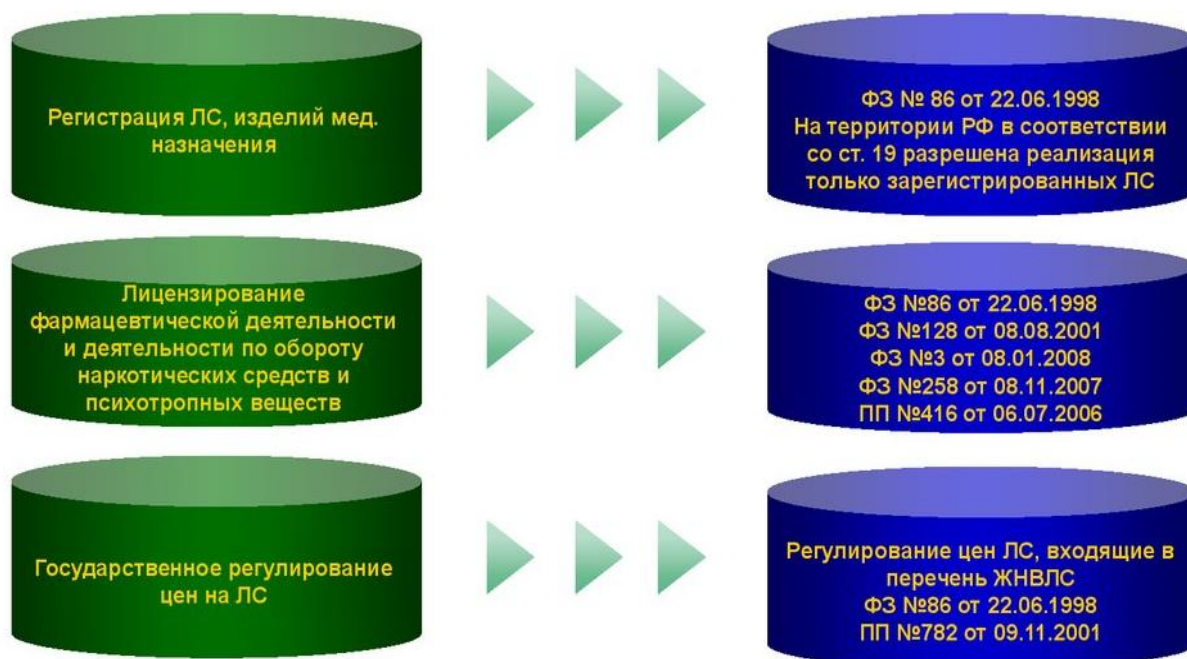 Регистрация ЛС, изделий мед.
назначения
ФЗ № 86 от 22.06.1998
На территории РФ в соответствии
со ст. 19 разрешена реализация
только зарегистрированных ЛС
Лицензирование
фармацевтической деятельности
и деятельности по обороту
наркотических средств и
психотропных веществ
ФЗ №86 от 22.06.1998
ФЗ №128 от 08.08.2001
ФЗ №3 от 08.01.2008
ФЗ №258 от 08.11.2007
ПП №416 от 06.07.2006
Государственное регулирование
цен на ЛС
Регулирование цен ЛС, входящие в
перечень ЖНВЛС
ФЗ №86 от 22.06.1998
ПП №782 от 09.11.2001